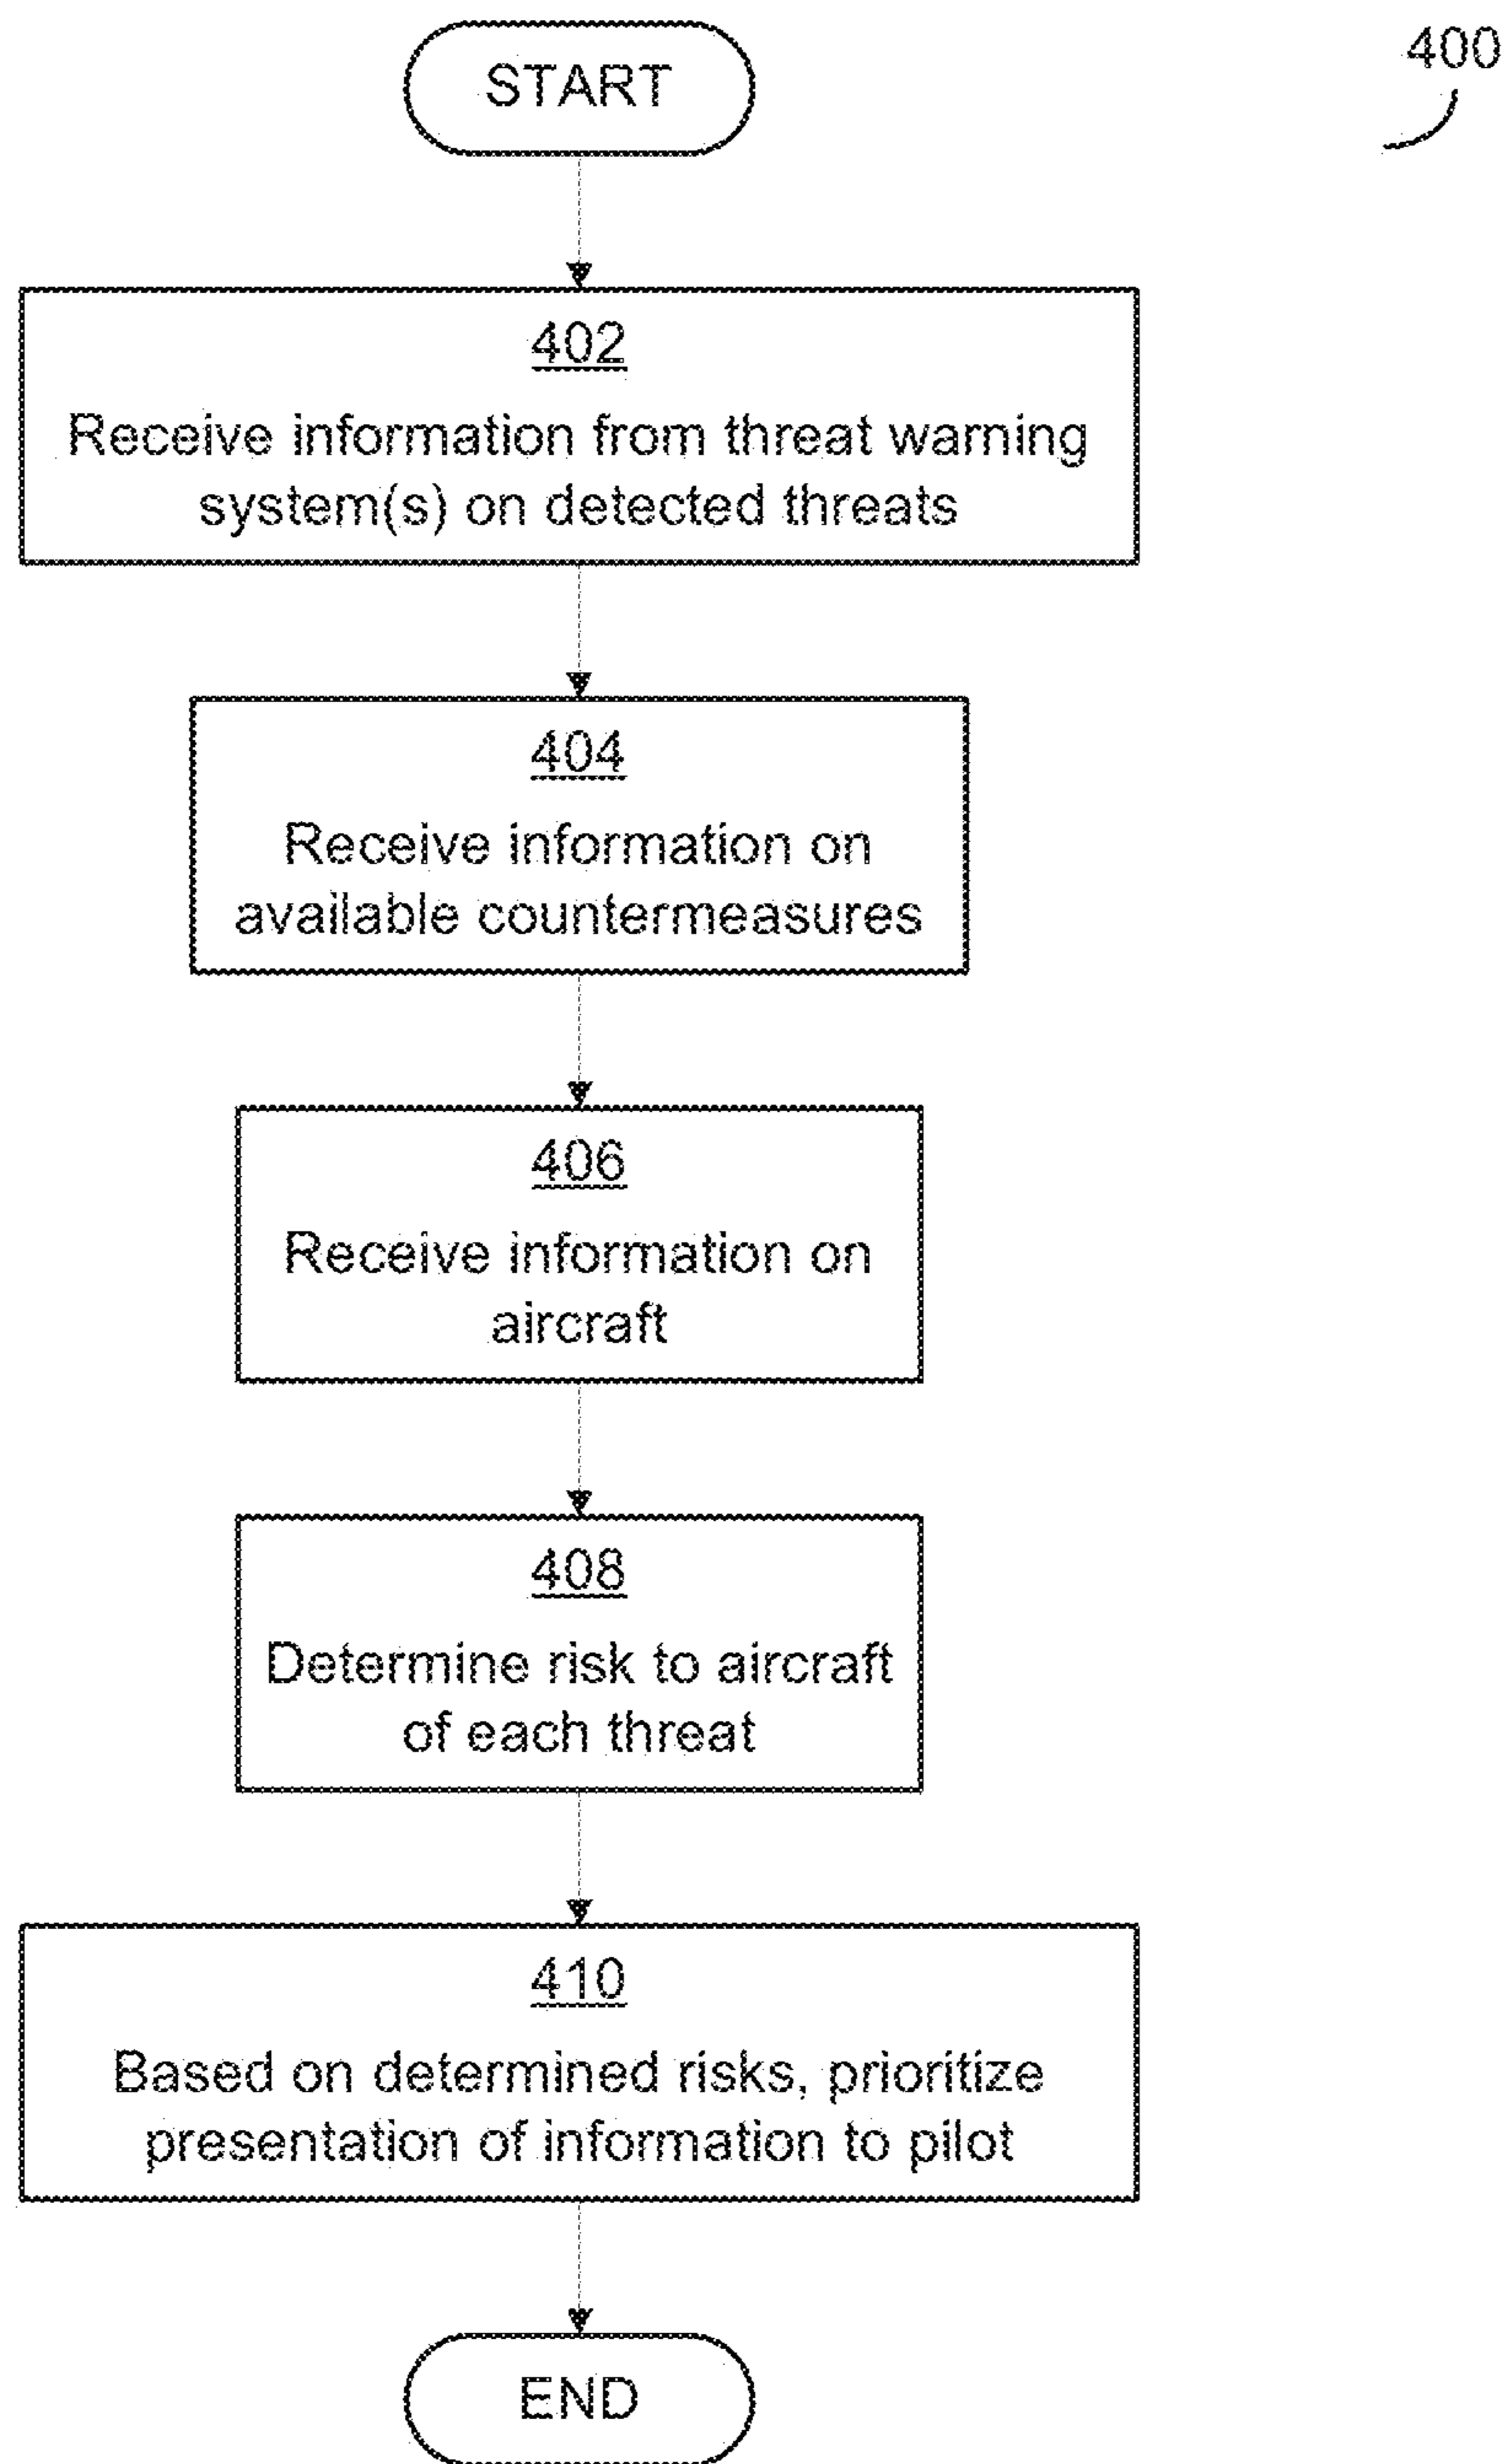 START
400
402
Receive information from threat warning
system(s) on detected threats
404
Receive information on
available countermeasures
406
Receive information on
aircraft
408
Determine risk to aircraft
of each threat
410
Based on determined risks, prioritize
presentation of information to pilot
END